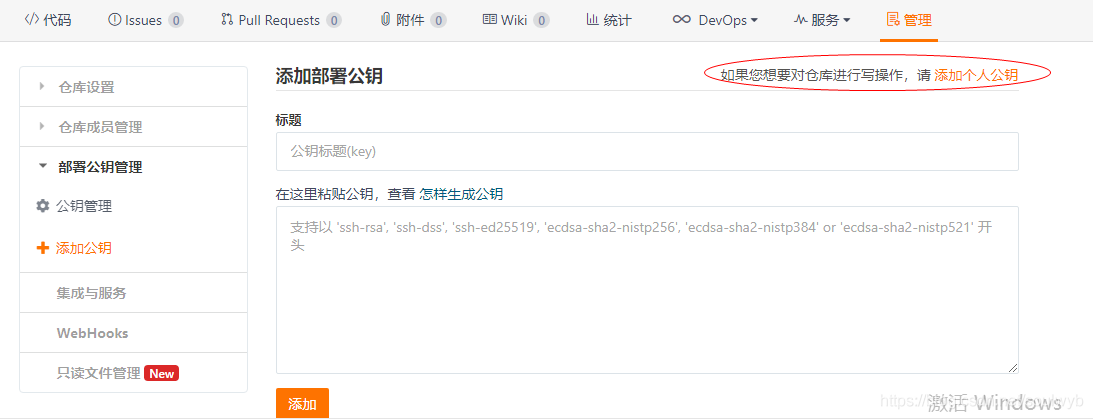 代码 Issues 0 Pull Requests 0 附件 0 Wiki 0 统计 DevOps 服务 管理
仓库设置
仓库成员管理
部署公钥管理
公钥管理
添加公钥
集成与服务
WebHooks
只读文件管理 New
添加部署公钥
如果您想要对仓库进行写操作，请 添加个人公钥
标题
公钥标题(key)
在这里粘贴公钥，查看 怎样生成公钥
支持以 'ssh-rsa', 'ssh-dss', 'ssh-ed25519', 'ecdsa-sha2-nistp256', 'ecdsa-sha2-nistp384' or 'ecdsa-sha2-nistp521' 开
头
添加
激活 Windows